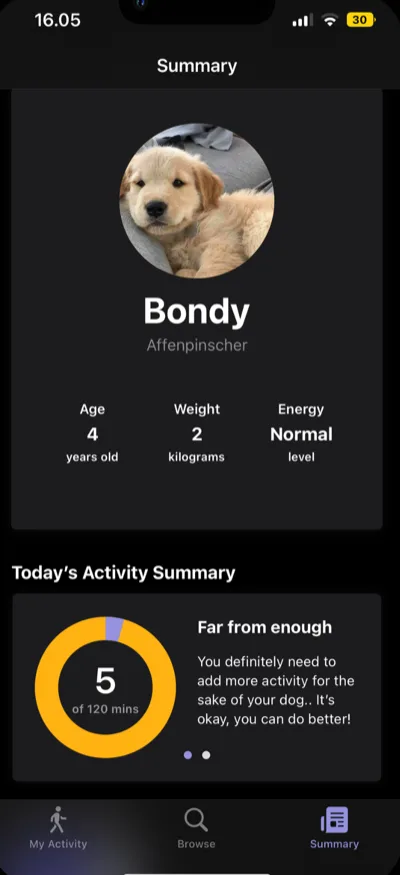 16.05
30
Summary
Bondy
Affenpinscher
Age
Weight
Energy
4
2
Normal
years old
kilograms
level
Today's Activity Summary
5
of 120 mins
Far from enough
You definitely need to
add more activity for the
sake of your dog.. It's
okay, you can do better!
My Activity
Browse
Summary